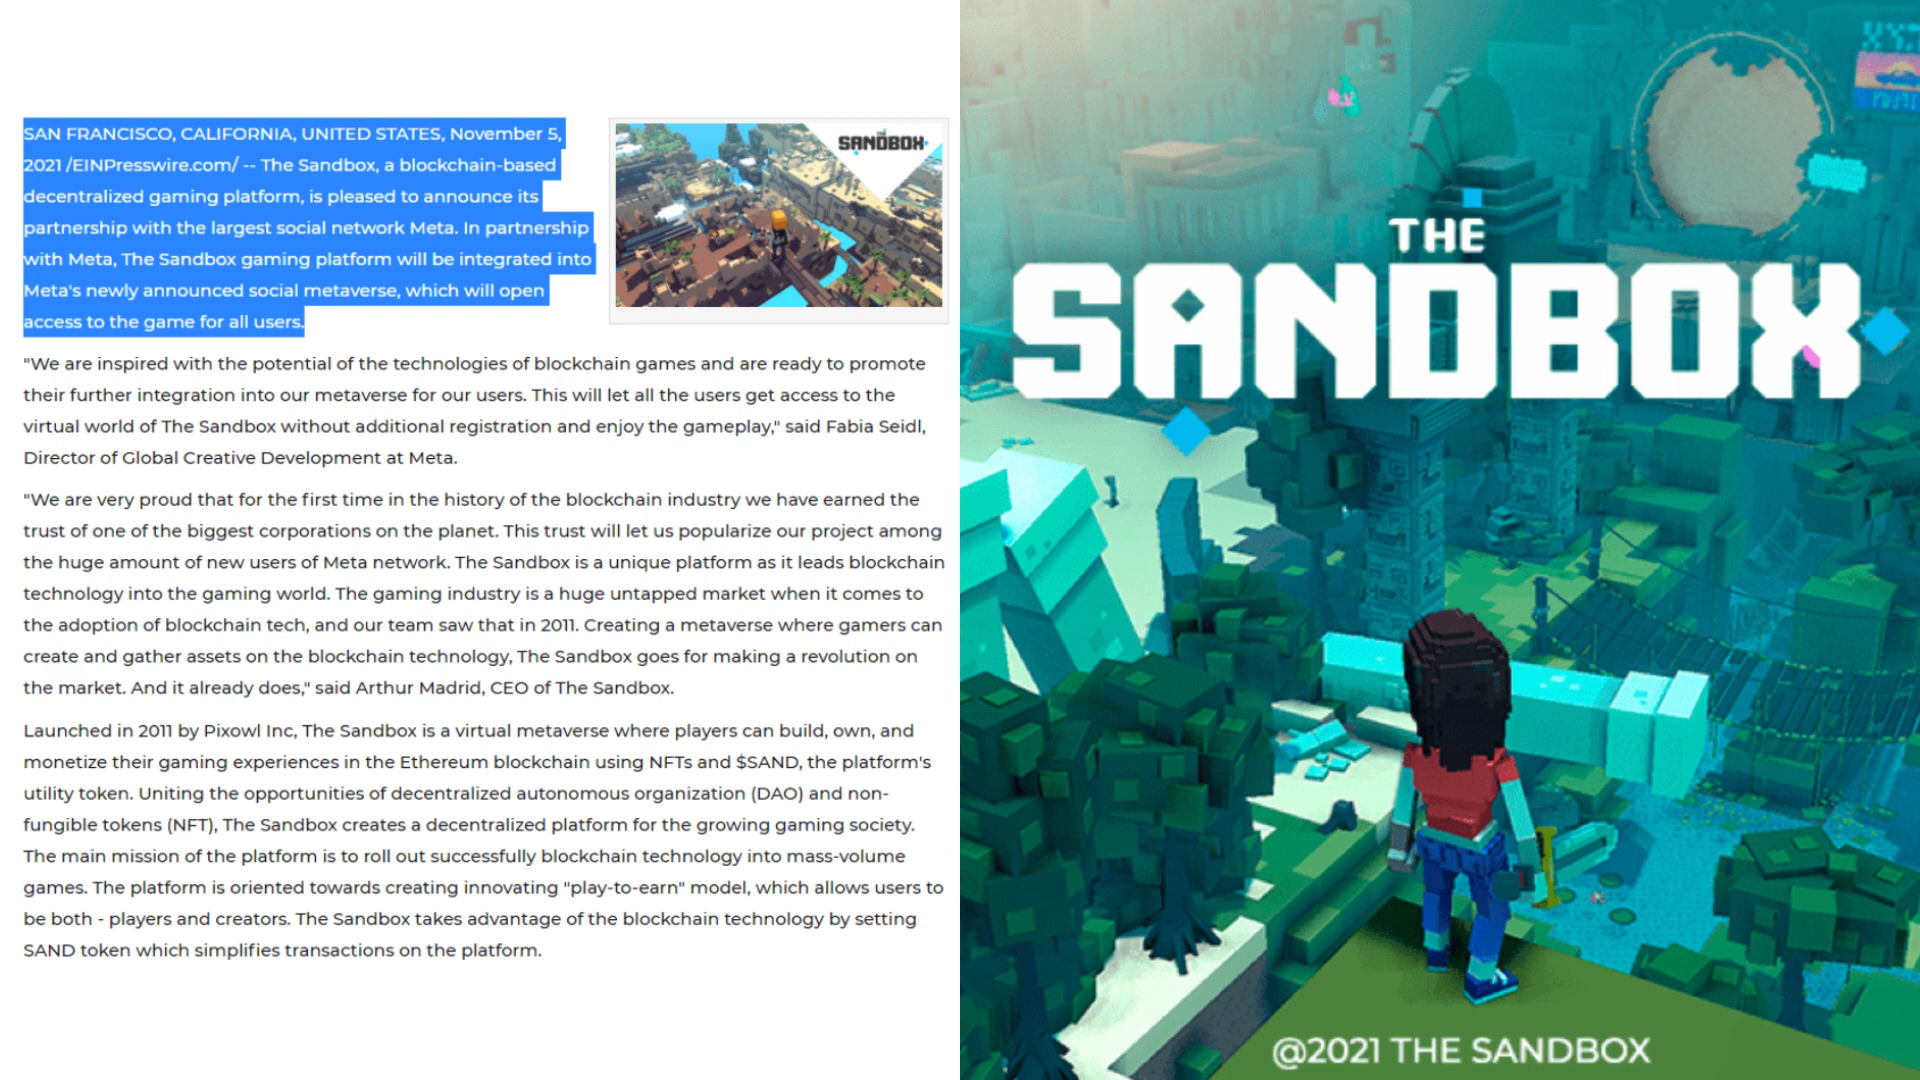 SAN FRANCISCO, CALIFORNIA, UNITED STATES, November 5,
2021 /EINPresswire.com/ -- The Sandbox, a blockchain-based
decentralized gaming platform, is pleased to announce its
partnership with the largest social network Meta. In partnership
with Meta, The Sandbox gaming platform will be integrated into
Meta's newly announced social metaverse, which will open
access to the game for all users.
THE
SANDBOX
"We are inspired with the potential of the technologies of blockchain games and are ready to promote
their further integration into our metaverse for our users. This will let all the users get access to the
virtual world of The Sandbox without additional registration and enjoy the gameplay," said Fabia Seidl,
Director of Global Creative Development at Meta.
"We are very proud that for the first time in the history of the blockchain industry we have earned the
trust of one of the biggest corporations on the planet. This trust will let us popularize our project among
the huge amount of new users of Meta network. The Sandbox is a unique platform as it leads blockchain
technology into the gaming world. The gaming industry is a huge untapped market when it comes to
the adoption of blockchain tech, and our team saw that in 2011. Creating a metaverse where gamers can
create and gather assets on the blockchain technology, The Sandbox goes for making a revolution on
the market. And it already does," said Arthur Madrid, CEO of The Sandbox.
Launched in 2011 by Pixowl Inc, The Sandbox is a virtual metaverse where players can build, own, and
monetize their gaming experiences in the Ethereum blockchain using NFTs and $SAND, the platform's
utility token. Uniting the opportunities of decentralized autonomous organization (DAO) and non-
fungible tokens (NFT), The Sandbox creates a decentralized platform for the growing gaming society.
The main mission of the platform is to roll out successfully blockchain technology into mass-volume
games. The platform is oriented towards creating innovating "play-to-earn" model, which allows users to
be both - players and creators. The Sandbox takes advantage of the blockchain technology by setting
SAND token which simplifies transactions on the platform.
THE
SANDBOX
@2021 THE SANDBOX